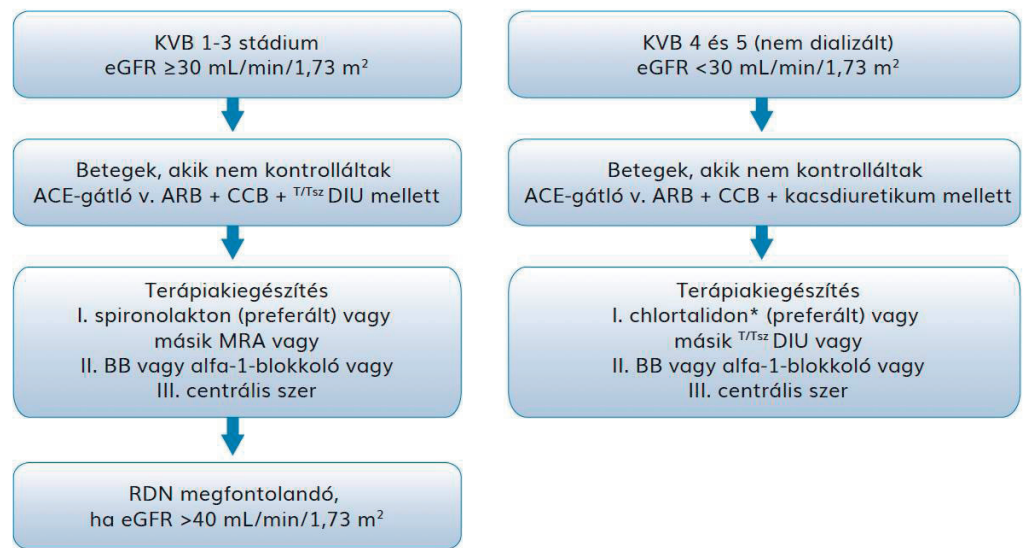 KVB 1-3 stádium
eGFR ≥30 mL/min/1,73 m²
Betegek, akik nem kontrolláltak
ACE-gátló v. ARB + CCB + T/Tsz DIU mellett
Terápiakiegészítés
I. spironolakton (preferált) vagy
másik MRA vagy
II. BB vagy alfa-1-blokkoló vagy
III. centrális szer
RDN megfontolandó,
ha eGFR >40 mL/min/1,73 m²
KVB 4 és 5 (nem dializált)
eGFR <30 mL/min/1,73 m²
Betegek, akik nem kontrolláltak
ACE-gátló v. ARB + CCB + kacsdiuretikum mellett
Terápiakiegészítés
I. chlortalidon* (preferált) vagy
másik T/Tsz DIU vagy
II. BB vagy alfa-1-blokkoló vagy
III. centrális szer